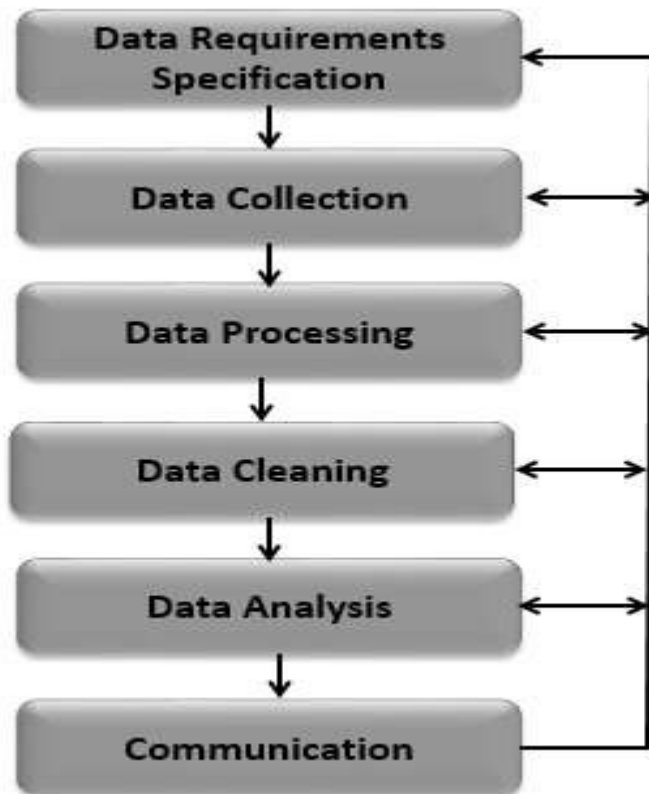 Data Requirements
Specification
Data Collection
Data Processing
Data Cleaning
Data Analysis
Communication